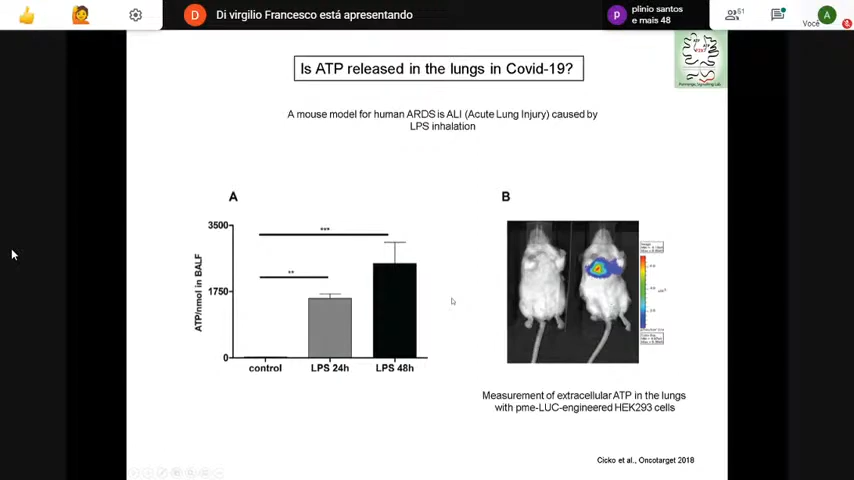 D Di virgilio Francesco está apresentando
p plinio santos
e mais 48
51
Você
A
Is ATP released in the lungs in Covid-19?
A mouse model for human ARDS is ALI (Acute Lung Injury) caused by
LPS inhalation
A
B
ATP/nmol in BALF
3500
1750
0
***
**
control
LPS 24h
LPS 48h
Measurement of extracellular ATP in the lungs
with pme-LUC-engineered HEK293 cells
Cicko et al., Oncotarget 2018